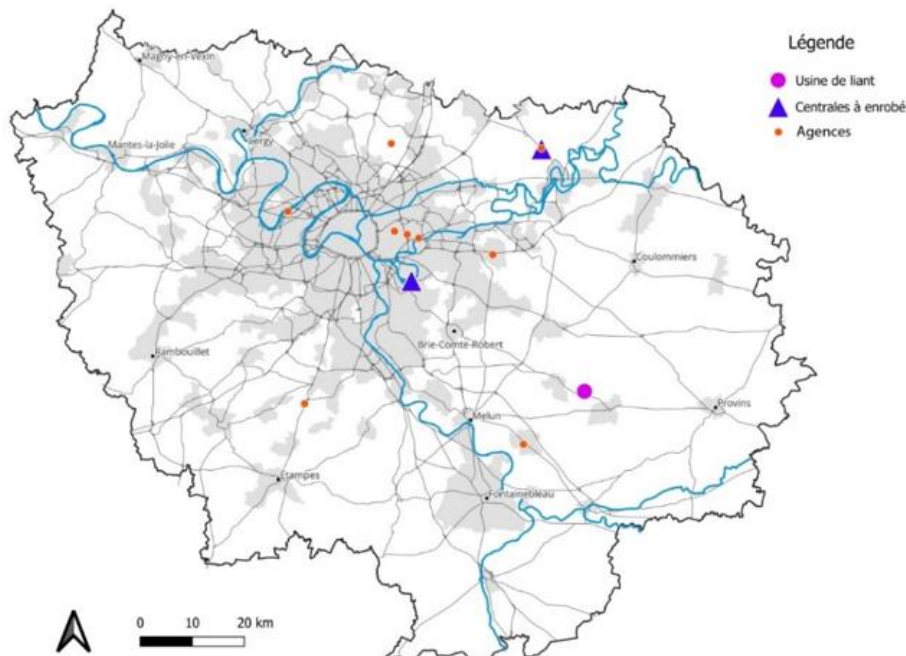 Légende
Usine de liant
Centrales à enrobé
Agences
Magny-en-Vexin
Cergy
Mantes-la-Jolie
Coulommiers
Brie-Comte-Robert
Rambouillet
Provins
Melun
Étampes
Fontainebleau
0 10 20 km